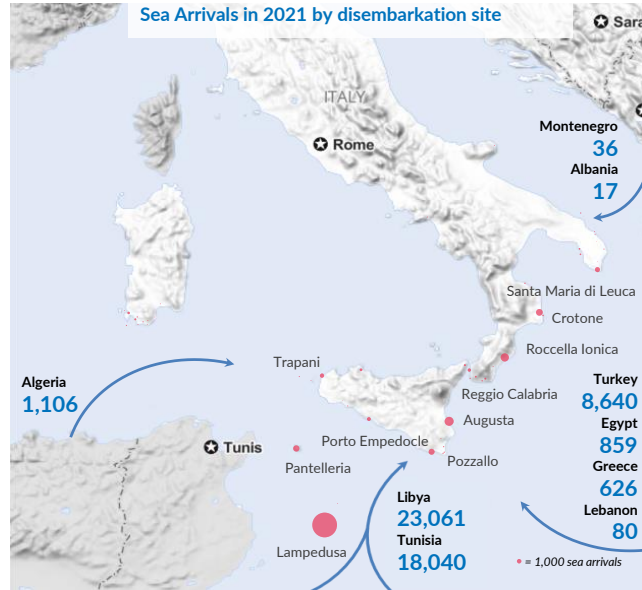 Sea Arrivals in 2021 by disembarkation site
Sara
ITALY
Rome
Montenegro
36
Albania
17
Santa Maria di Leuca
Crotone
Roccella Ionica
Trapani
Algeria
1,106
Reggio Calabria
Turkey
8,640
Augusta
Egypt
859
Tunis
Porto Empedocle
Pozzallo
Pantelleria
Greece
626
Libya
23,061
Lebanon
80
Tunisia
18,040
Lampedusa
= 1,000 sea arrivals